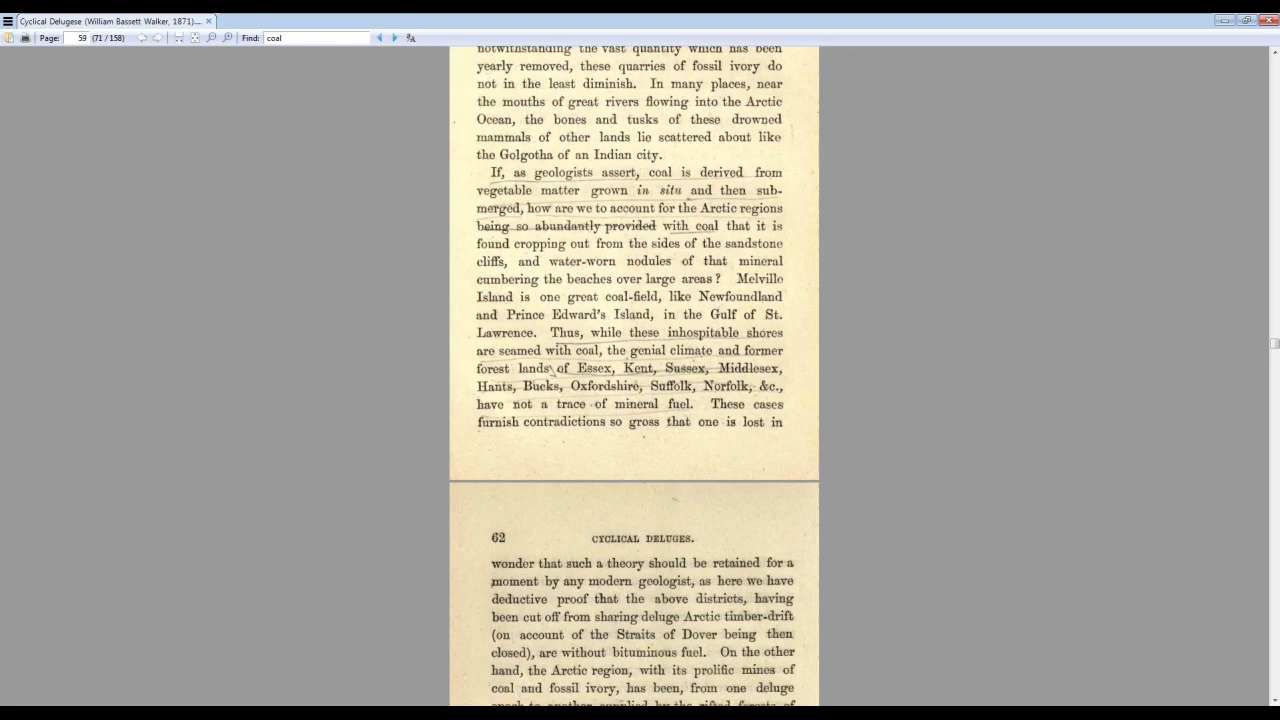 Cyclical Delugese (William Bassett Walker, 1871)....
Page: 59 (71 / 158) Find: coal
notwithstanding the vast quantity which has been
yearly removed, these quarries of fossil ivory do
not in the least diminish. In many places, near
the mouths of great rivers flowing into the Arctic
Ocean, the bones and tusks of these drowned
mammals of other lands lie scattered about like
the Golgotha of an Indian city.
If, as geologists assert, coal is derived from
vegetable matter grown in situ and then sub-
merged, how are we to account for the Arctic regions
being so abundantly provided with coal that it is
found cropping out from the sides of the sandstone
cliffs, and water-worn nodules of that mineral
cumbering the beaches over large areas? Melville
Island is one great coal-field, like Newfoundland
and Prince Edward's Island, in the Gulf of St.
Lawrence. Thus, while these inhospitable shores
are seamed with coal, the genial climate and former
forest lands of Essex, Kent, Sussex, Middlesex,
Hants, Bucks, Oxfordshire, Suffolk, Norfolk, &c.,
have not a trace of mineral fuel. These cases
furnish contradictions so gross that one is lost in
62 CYCLICAL DELUGES.
wonder that such a theory should be retained for a
moment by any modern geologist, as here we have
deductive proof that the above districts, having
been cut off from sharing deluge Arctic timber-drift
(on account of the Straits of Dover being then
closed), are without bituminous fuel. On the other
hand, the Arctic region, with its prolific mines of
coal and fossil ivory, has been, from one deluge
epoch to another supplied by the rifted forests of